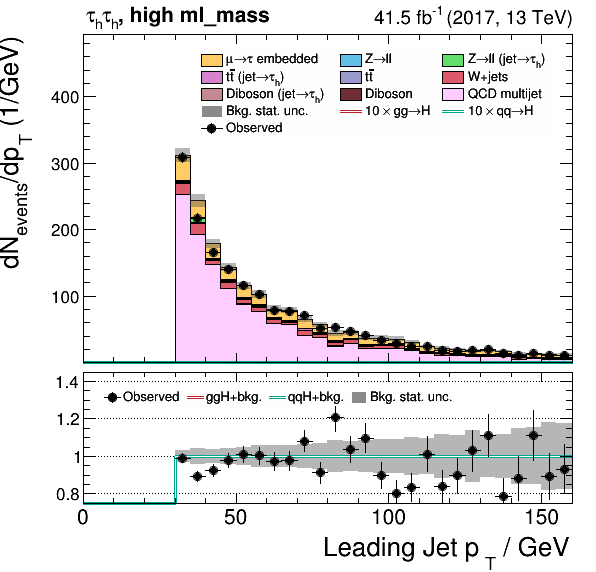 τhτh, high ml_mass 41.5 fb⁻¹ (2017, 13 TeV)
dN_events/dp_T (1/GeV)
400
300
200
100
μ→τ embedded Z→ll Z→ll (jet→τh)
tt̄ (jet→τh) tt̄ W+jets
Diboson (jet→τh) Diboson QCD multijet
Bkg. stat. unc. 10 × gg→H 10 × qq→H
Observed
1.4
1.2
1
0.8
Observed ggH+bkg. qqH+bkg. Bkg. stat. unc.
0 50 100 150
Leading Jet p_T / GeV